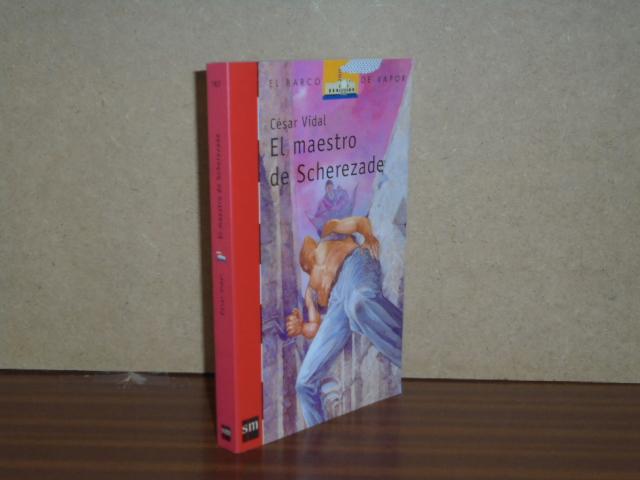 EL BARCO DE VAPOR
César Vidal
El maestro
de Scherezade
sm
El maestro de Scherezade
César Vidal